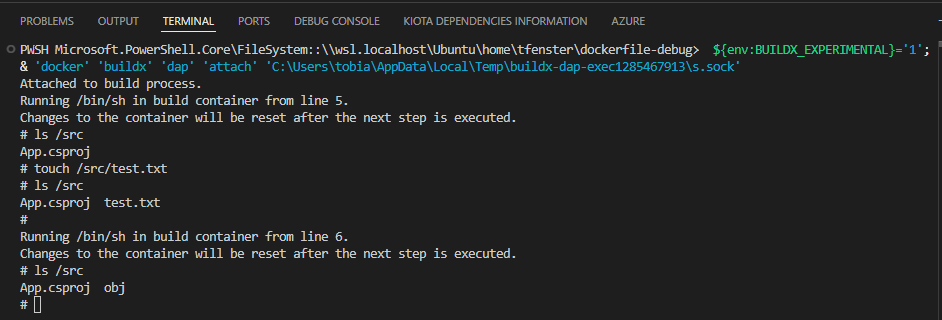 PROBLEMS OUTPUT TERMINAL PORTS DEBUG CONSOLE KIOTA DEPENDENCIES INFORMATION AZURE
PWSH Microsoft.PowerShell.Core\FileSystem::\\wsl.localhost\Ubuntu\home\tfenster\dockerfile-debug> ${env:BUILDX_EXPERIMENTAL}='1';
& 'docker' 'buildx' 'dap' 'attach' 'C:\Users\tobia\AppData\Local\Temp\buildx-dap-exec1285467913\s.sock'
Attached to build process.
Running /bin/sh in build container from line 5.
Changes to the container will be reset after the next step is executed.
# ls /src
App.csproj
# touch /src/test.txt
# ls /src
App.csproj  test.txt
#
Running /bin/sh in build container from line 6.
Changes to the container will be reset after the next step is executed.
# ls /src
App.csproj  obj
#